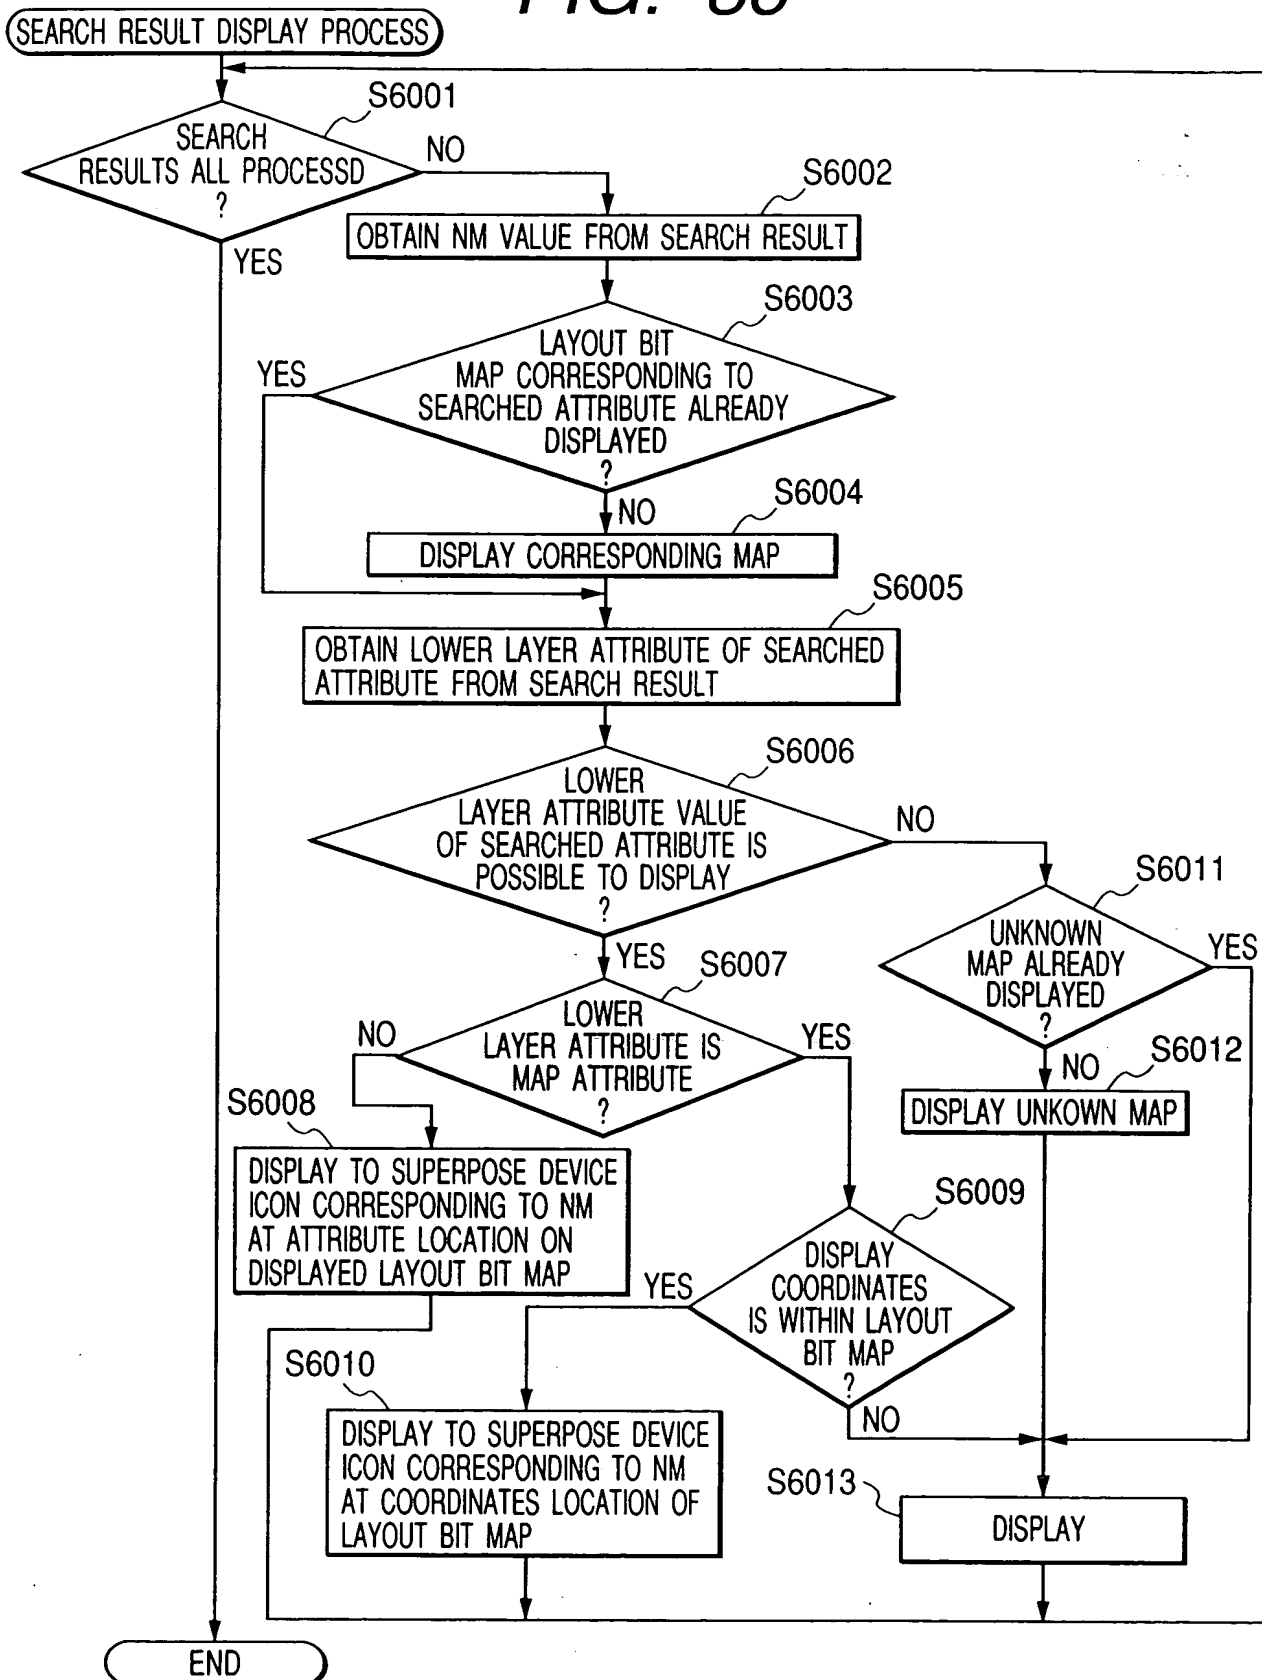 SEARCH RESULT DISPLAY PROCESS
S6001
SEARCH
RESULTS ALL PROCESSD
?
NO
YES
S6002
OBTAIN NM VALUE FROM SEARCH RESULT
S6003
LAYOUT BIT
MAP CORRESPONDING TO
SEARCHED ATTRIBUTE ALREADY
DISPLAYED
?
YES
NO
S6004
DISPLAY CORRESPONDING MAP
S6005
OBTAIN LOWER LAYER ATTRIBUTE OF SEARCHED
ATTRIBUTE FROM SEARCH RESULT
S6006
LOWER
LAYER ATTRIBUTE VALUE
OF SEARCHED ATTRIBUTE IS
POSSIBLE TO DISPLAY
?
NO
YES
S6011
UNKNOWN
MAP ALREADY
DISPLAYED
?
YES
NO
S6007
LOWER
LAYER ATTRIBUTE IS
MAP ATTRIBUTE
?
NO
YES
S6012
DISPLAY UNKOWN MAP
S6008
DISPLAY TO SUPERPOSE DEVICE
ICON CORRESPONDING TO NM
AT ATTRIBUTE LOCATION ON
DISPLAYED LAYOUT BIT MAP
S6009
DISPLAY
COORDINATES
IS WITHIN LAYOUT
BIT MAP
?
YES
NO
S6010
DISPLAY TO SUPERPOSE DEVICE
ICON CORRESPONDING TO NM
AT COORDINATES LOCATION OF
LAYOUT BIT MAP
S6013
DISPLAY
END